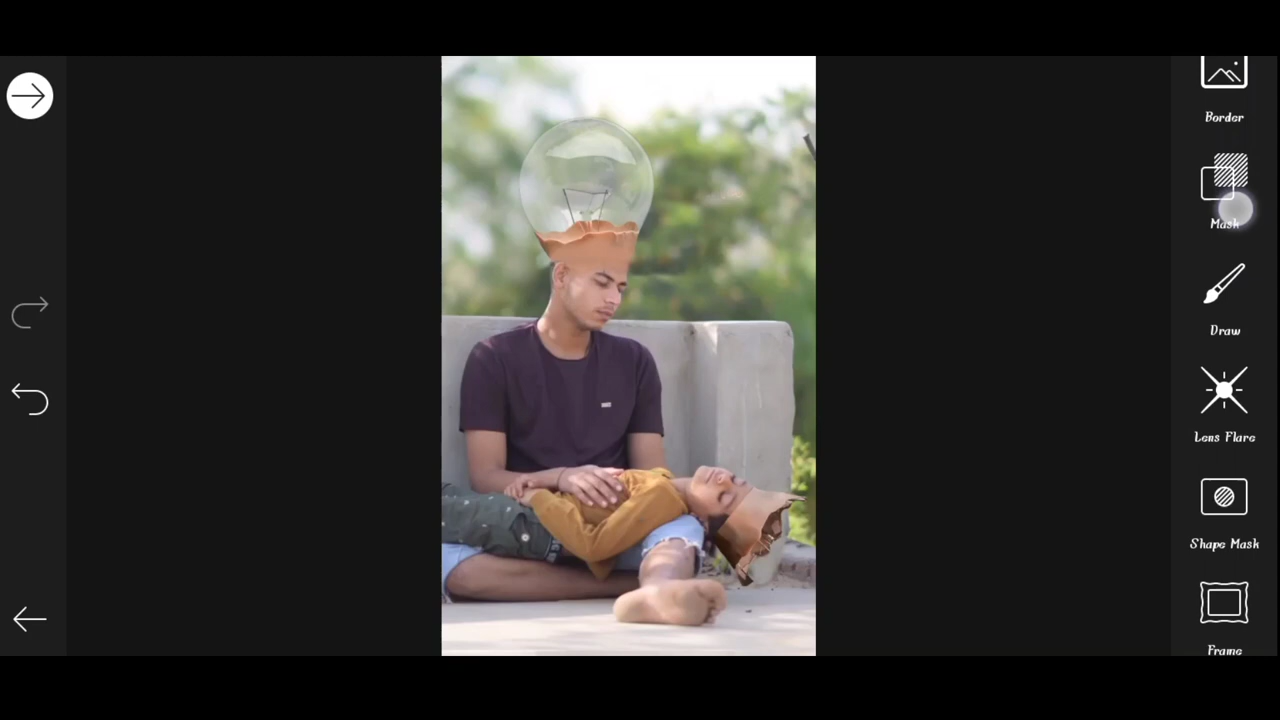 Border
Mask
Draw
Lens Flare
Shape Mask
Frame